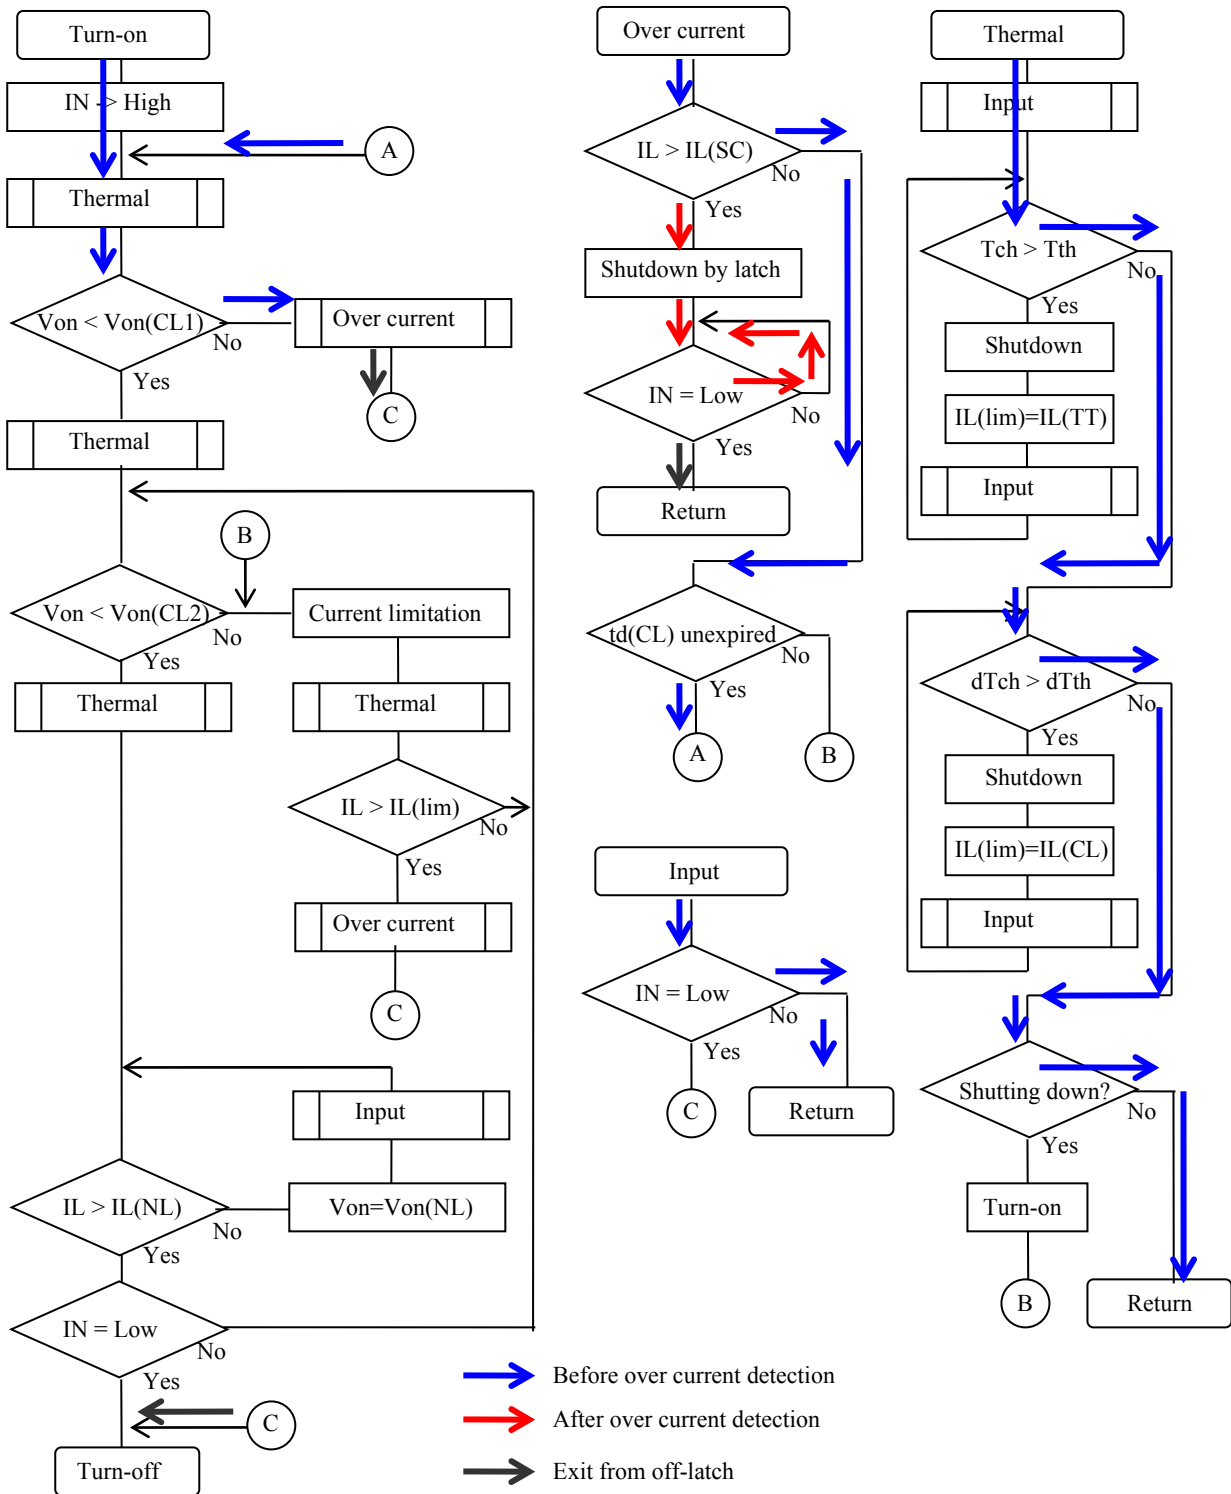 Turn-on
IN -> High
A
Thermal
Von < Von(CL1)
No
Yes
Over current
C
Thermal
B
Von < Von(CL2)
No
Yes
Current limitation
Thermal
Thermal
IL > IL(lim)
No
Yes
Over current
C
Input
Von=Von(NL)
IL > IL(NL)
No
Yes
IN = Low
No
Yes
C
Turn-off
Over current
IL > IL(SC)
No
Yes
Shutdown by latch
IN = Low
No
Yes
Return
td(CL) unexpired
No
Yes
A
B
Input
IN = Low
No
Yes
C
Return
Thermal
Input
Tch > Tth
No
Yes
Shutdown
IL(lim)=IL(TT)
Input
dTch > dTth
No
Yes
Shutdown
IL(lim)=IL(CL)
Input
Shutting down?
No
Yes
Turn-on
B
Return
Before over current detection
After over current detection
Exit from off-latch